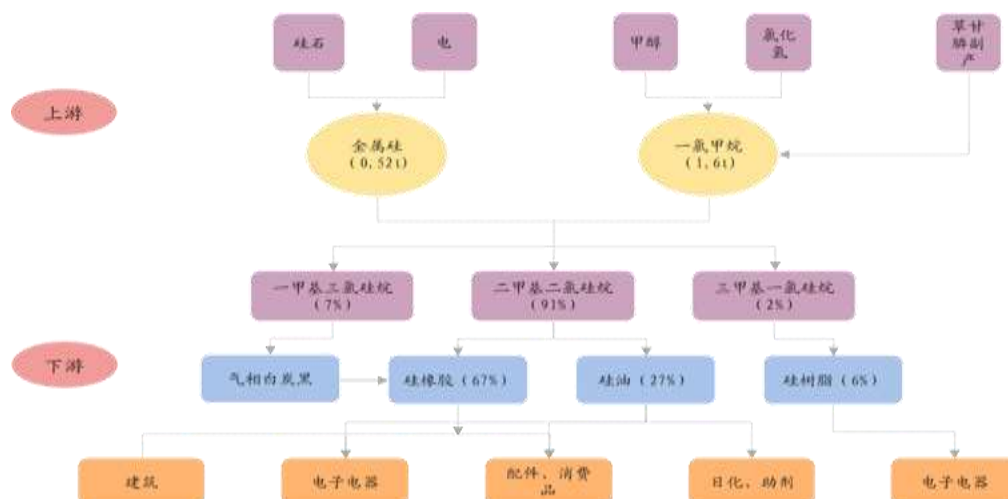 硅石
电
甲醇
氯化
氢
草甘
膦副
产
上游
金属硅
(0.52t)
一氯甲烷
(1.6t)
一甲基三氯硅烷
(7%)
二甲基二氯硅烷
(91%)
三甲基一氯硅烷
(2%)
下游
气相白炭黑
硅橡胶(67%)
硅油(27%)
硅树脂(6%)
建筑
电子电器
配件、消费
品
日化、助剂
电子电器